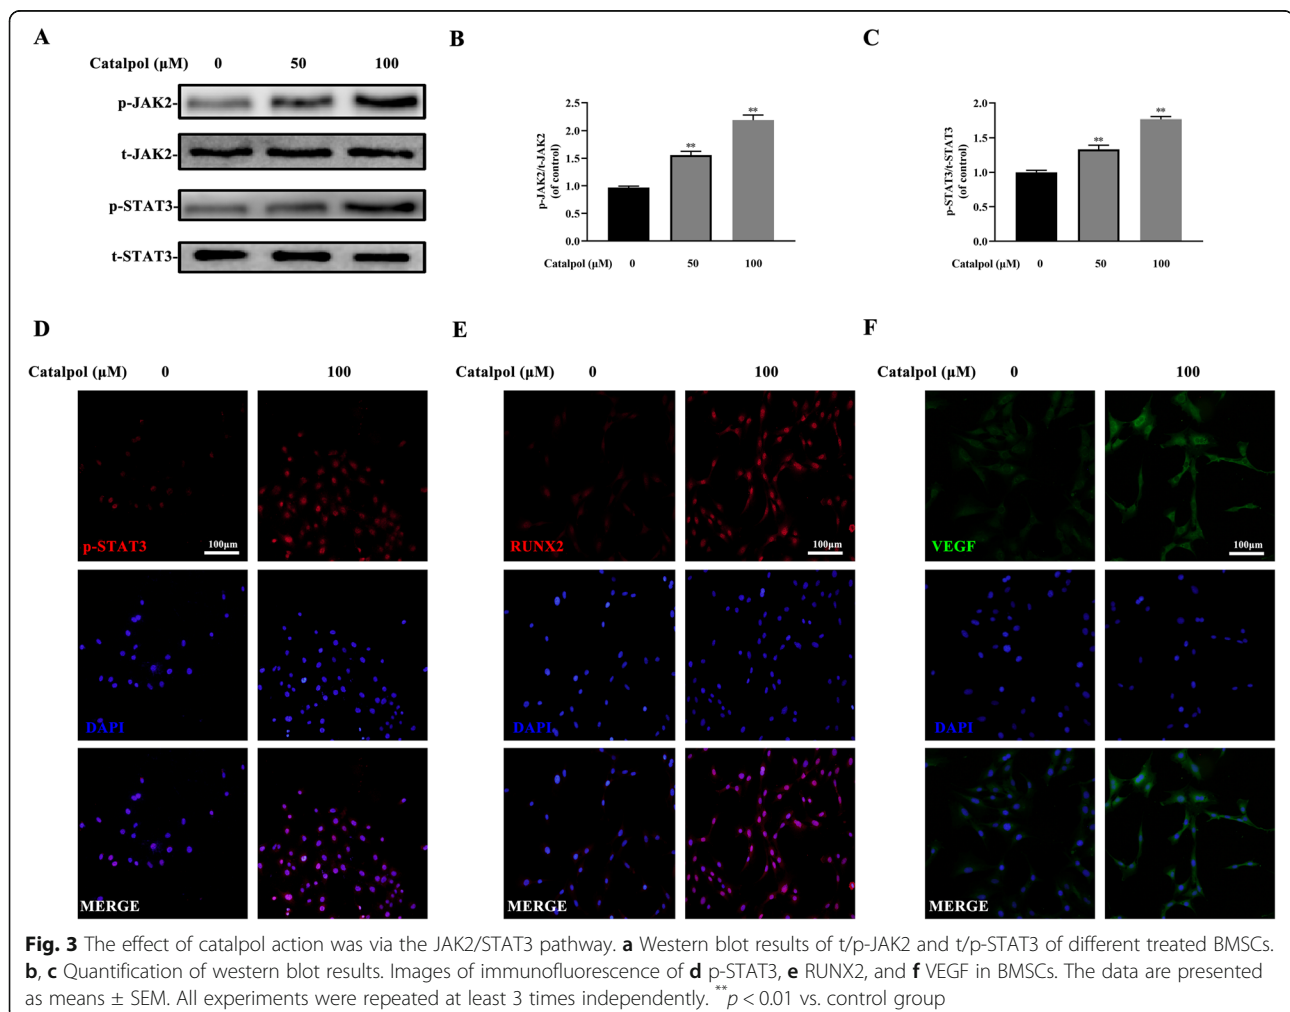 A
Catalpol (μM) 0 50 100
p-JAK2-
t-JAK2-
p-STAT3-
t-STAT3-
B
p-JAK2/t-JAK2
(of control)
2.5
2.0
1.5
1.0
0.5
0.0
**
**
Catalpol (μM) 0 50 100
C
p-STAT3/t-STAT3
(of control)
2.0
1.5
1.0
0.5
0.0
**
**
Catalpol (μM) 0 50 100
D
Catalpol (μM) 0 100
p-STAT3
100μm
DAPI
MERGE
E
Catalpol (μM) 0 100
RUNX2
100μm
DAPI
MERGE
F
Catalpol (μM) 0 100
VEGF
100μm
DAPI
MERGE
Fig. 3 The effect of catalpol action was via the JAK2/STAT3 pathway. a Western blot results of t/p-JAK2 and t/p-STAT3 of different treated BMSCs.
b, c Quantification of western blot results. Images of immunofluorescence of d p-STAT3, e RUNX2, and f VEGF in BMSCs. The data are presented
as means ± SEM. All experiments were repeated at least 3 times independently. **p < 0.01 vs. control group